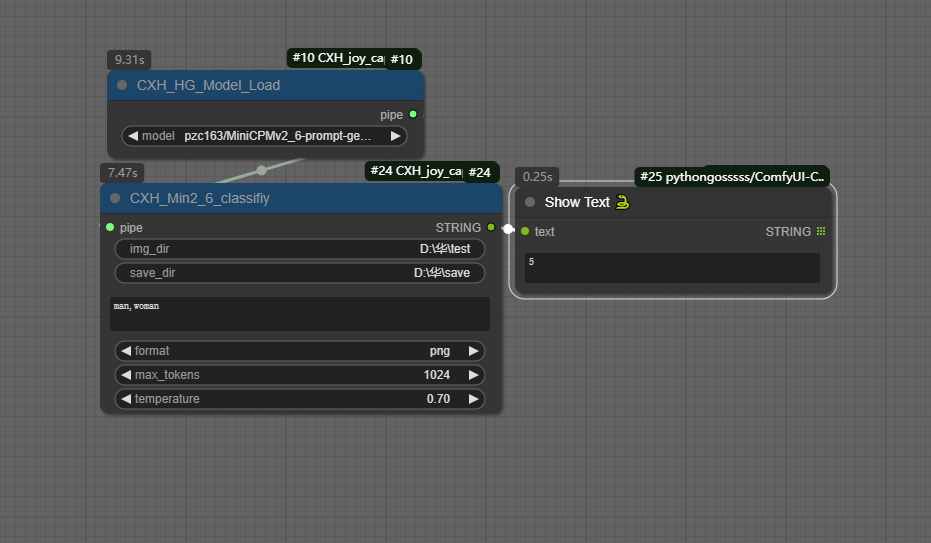 9.31s
#10 CXH_joy_ca
#10
CXH_HG_Model_Load
pipe
model pzc163/MiniCPMv2_6-prompt-ge...
7.47s
#24 CXH_joy_ca
#24
CXH_Min2_6_classifiy
pipe STRING
img_dir D:\华\test
save_dir D:\华\save
man, woman
format png
max_tokens 1024
temperature 0.70
0.25s
#25 pythongosssss/ComfyUI-C..
Show Text 🐍
text STRING
5